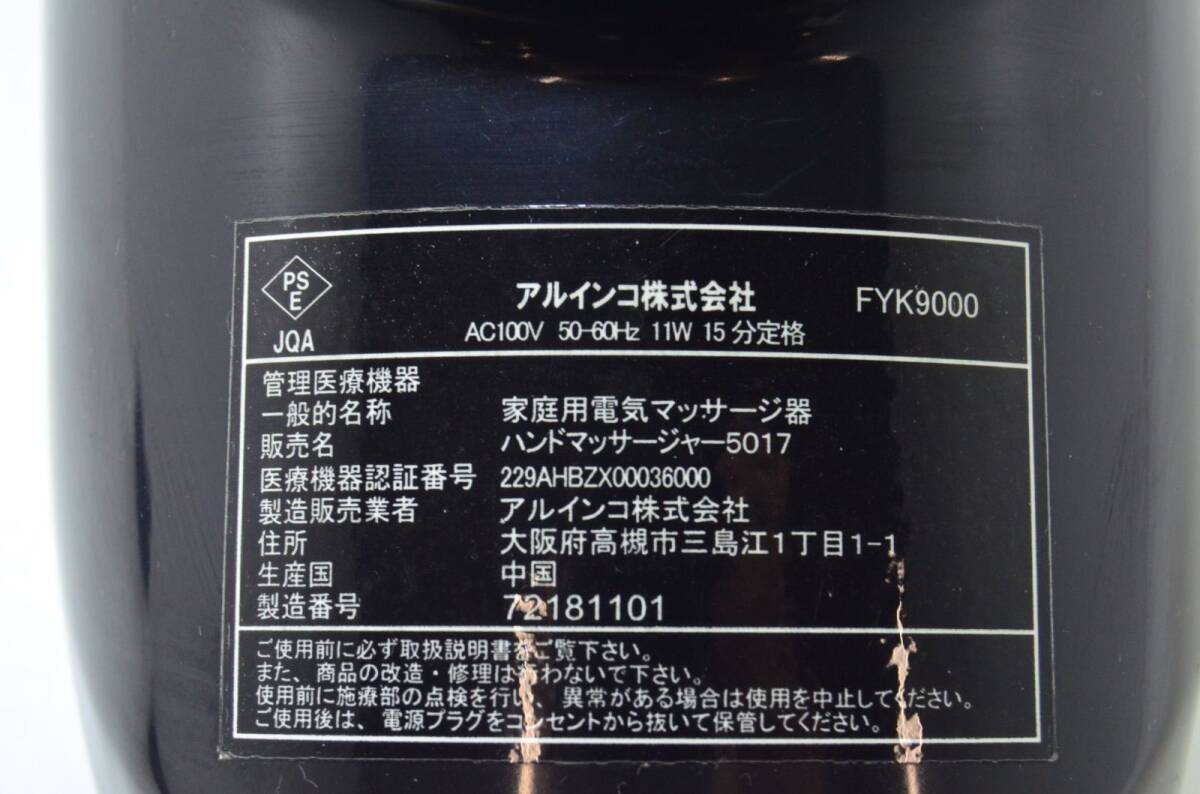 PS
E
JQA
アルインコ株式会社 FYK9000
AC100V 50-60Hz 11W 15分定格
管理医療機器
一般的名称 家庭用電気マッサージ器
販売名 ハンドマッサージャー5017
医療機器認証番号 229AHBZX00036000
製造販売業者 アルインコ株式会社
住所 大阪府高槻市三島江1丁目1-1
生産国 中国
製造番号 72181101
ご使用前に必ず取扱説明書をご覧下さい。
また、商品の改造・修理は行わないで下さい。
使用前に施療部の点検を行い、異常がある場合は使用を中止してください。
ご使用後は、電源プラグをコンセントから抜いて保管してください。